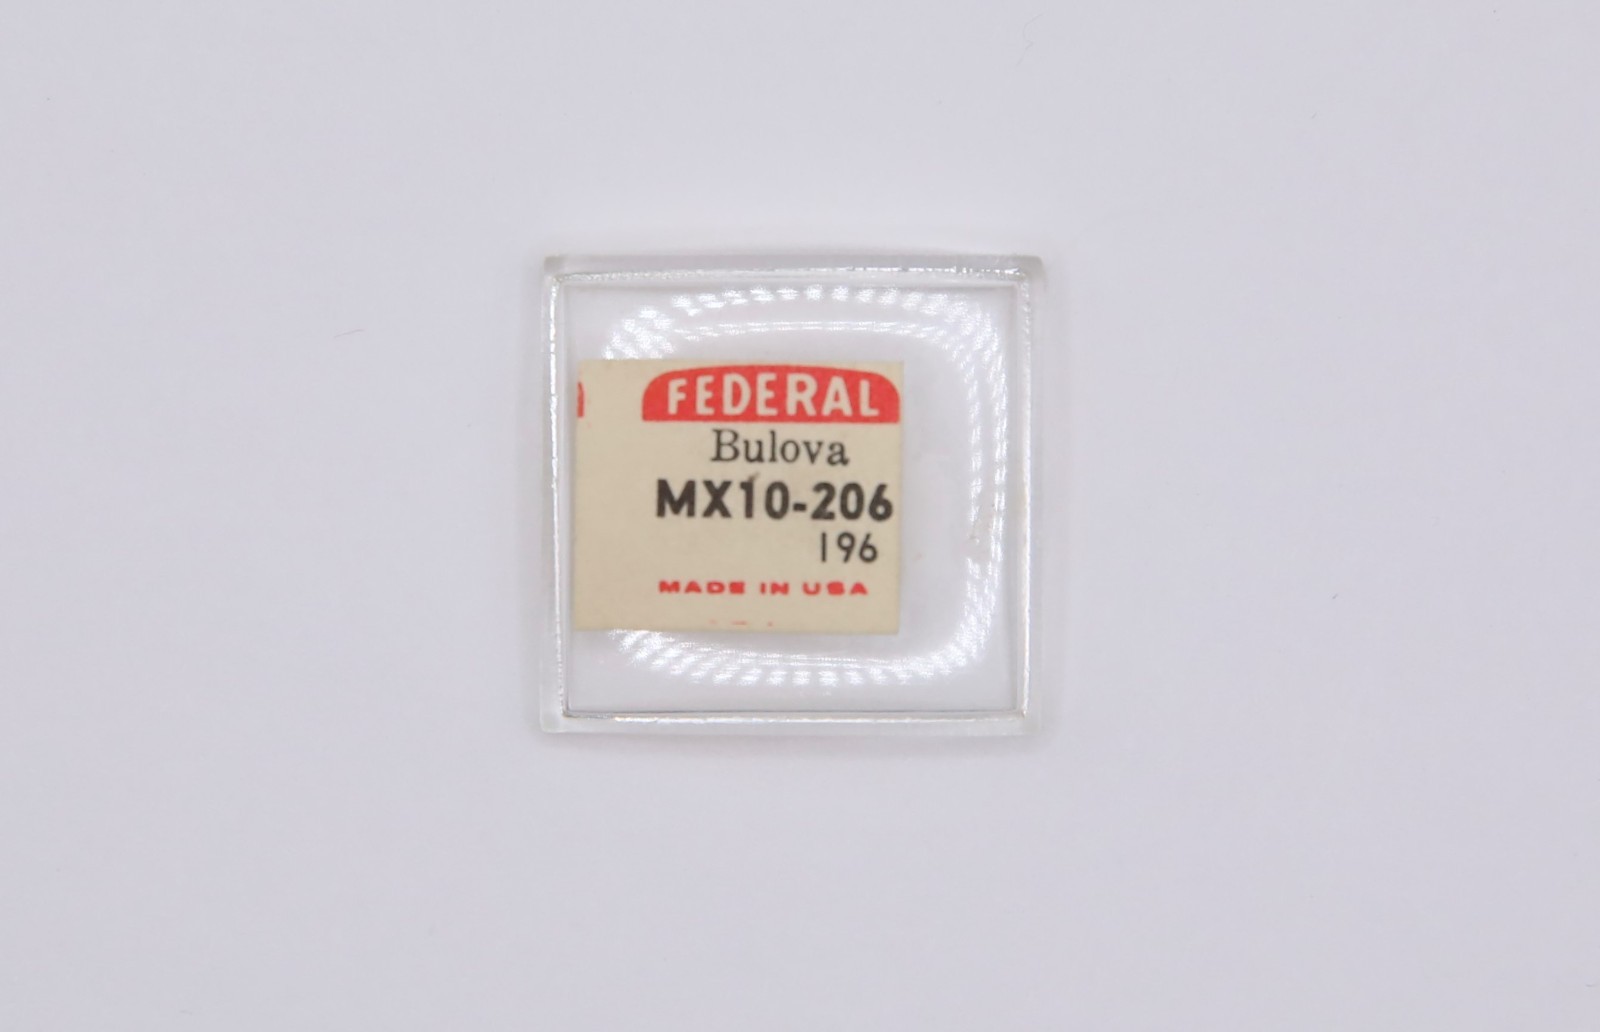 FEDERAL
Bulova
MX10-206
196
MADE IN USA